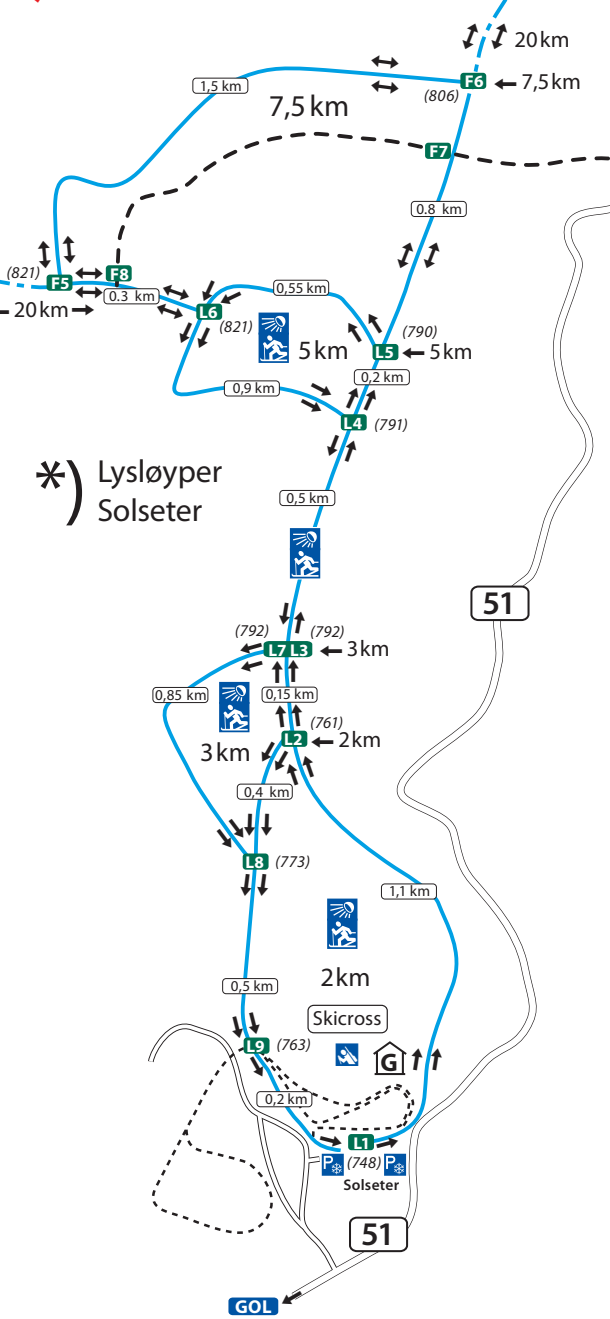 20 km
F6
7,5 km
(806)
1,5 km
7,5 km
F7
0.8 km
(821)
F5
F8
0.3 km
20 km
L6
(821)
0,55 km
(790)
5 km
L5
5 km
0,2 km
0,9 km
L4
(791)
*) Lysløyper
Solseter
0,5 km
51
(792)
(792)
L7
L3
3 km
0,85 km
0,15 km
(761)
3 km
L2
2 km
0,4 km
L8
(773)
1,1 km
2 km
0,5 km
Skicross
L9
(763)
G
0,2 km
L1
P
(748)
P
Solseter
51
GOL